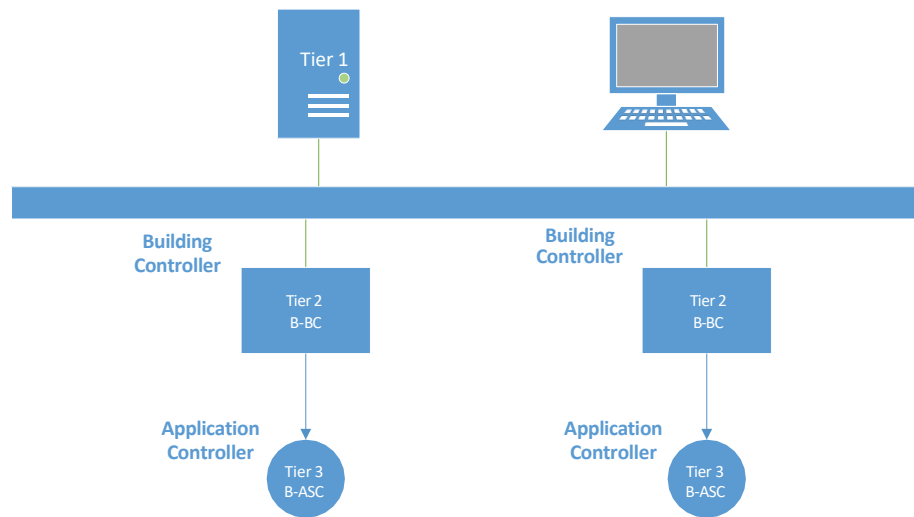 Tier 1
Building
Controller
Building
Controller
Tier 2
B-BC
Tier 2
B-BC
Application
Controller
Application
Controller
Tier 3
B-ASC
Tier 3
B-ASC